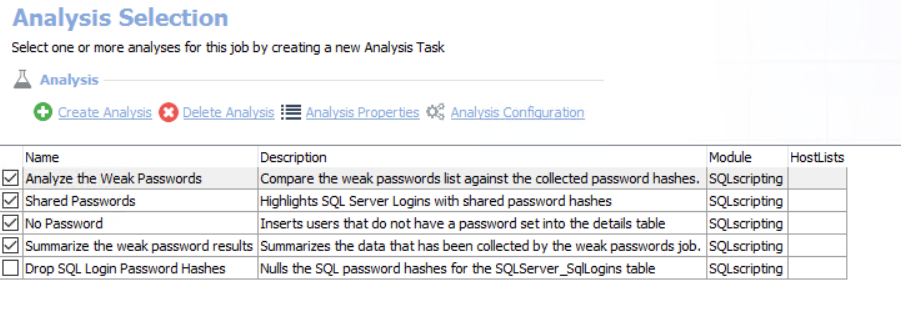 Analysis Selection
Select one or more analyses for this job by creating a new Analysis Task
Analysis
Create Analysis Delete Analysis Analysis Properties Analysis Configuration
Name Description Module HostLists
Analyze the Weak Passwords Compare the weak passwords list against the collected password hashes. SQLscripting
Shared Passwords Highlights SQL Server Logins with shared password hashes SQLscripting
No Password Inserts users that do not have a password set into the details table SQLscripting
Summarize the weak password results Summarizes the data that has been collected by the weak passwords job. SQLscripting
Drop SQL Login Password Hashes Nulls the SQL password hashes for the SQLServer_SqlLogins table SQLscripting